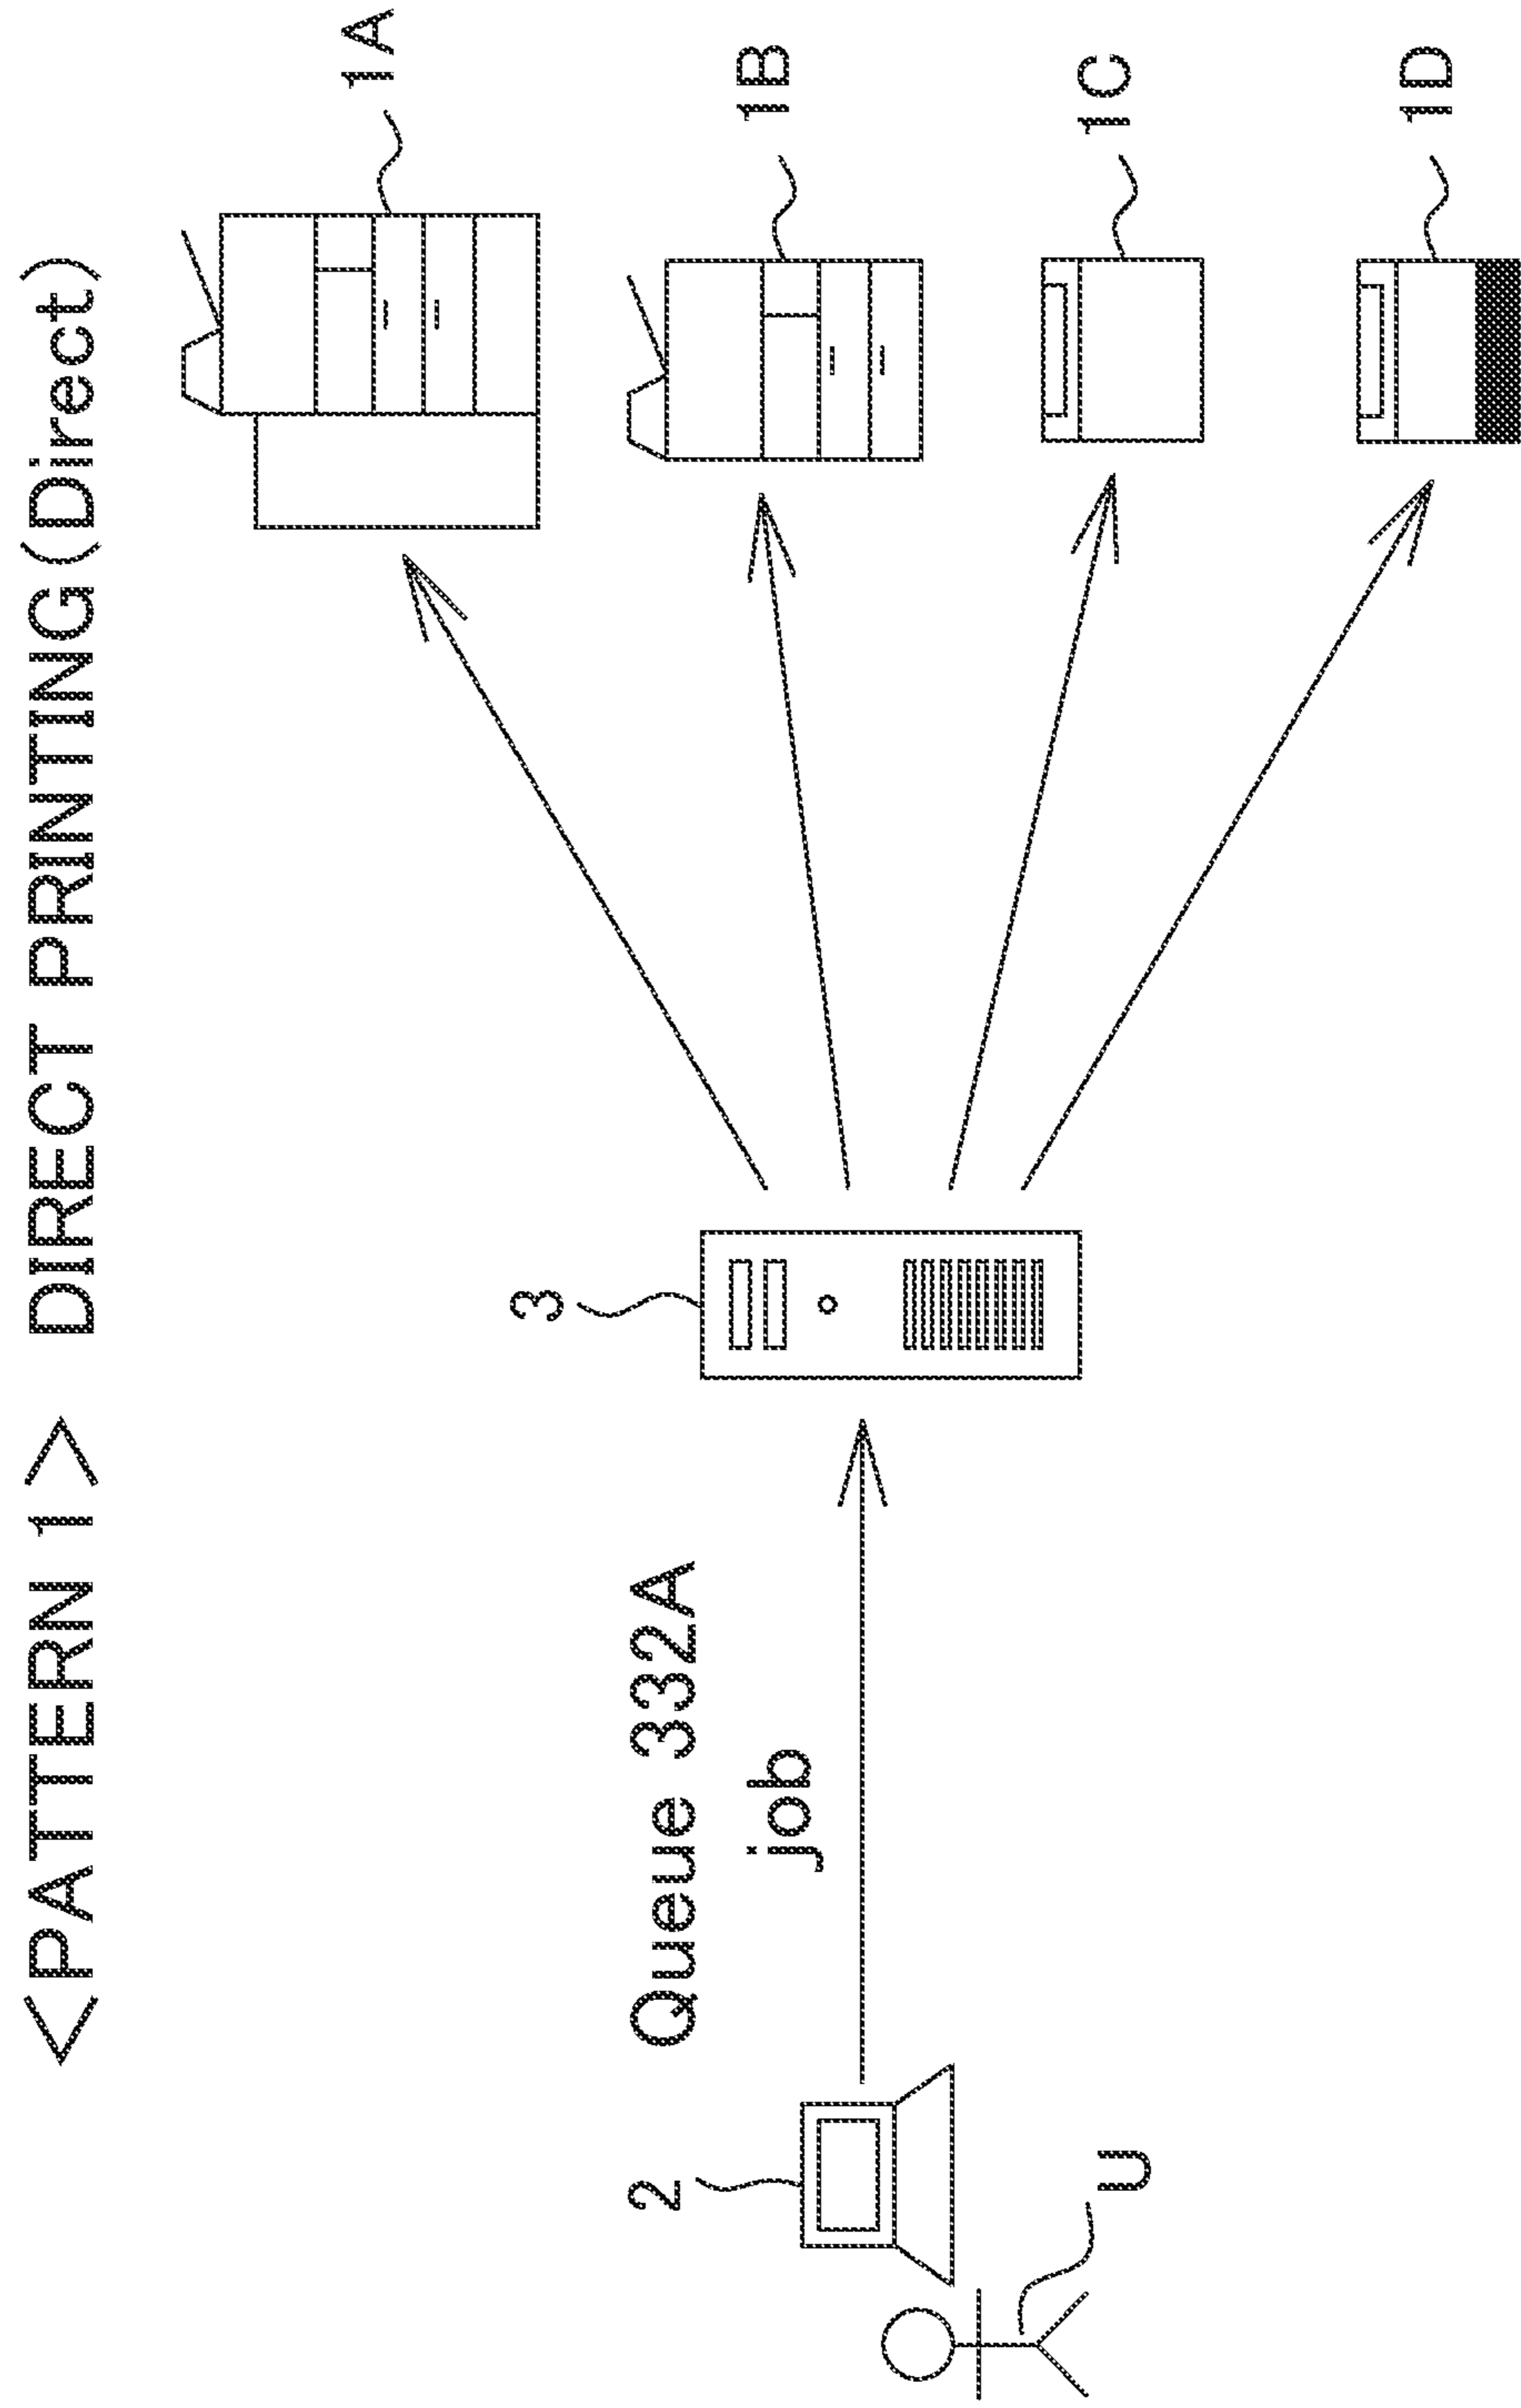 <PATTERN 1> DIRECT PRINTING(Direct)
1A
3
Queue 332A
1B
2
job
1C
U
1D